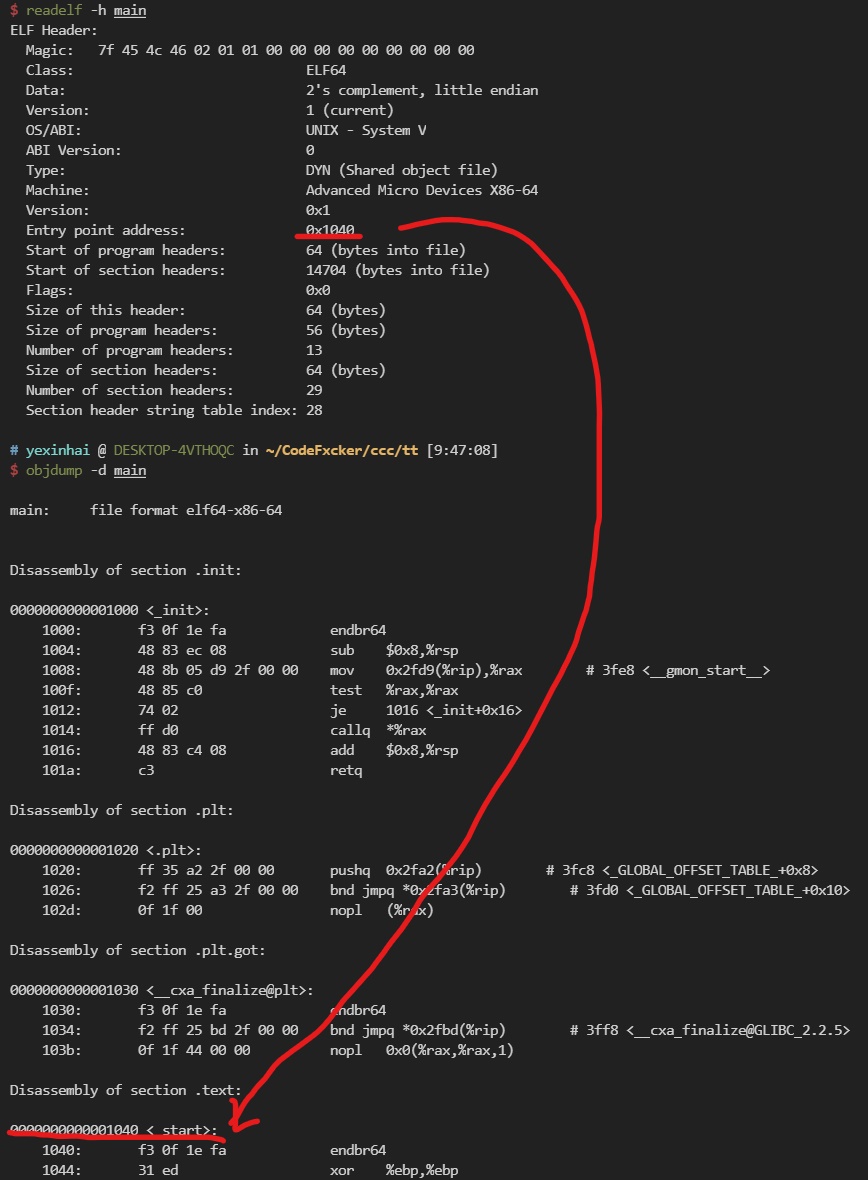 $ readelf -h main
ELF Header:
  Magic:   7f 45 4c 46 02 01 01 00 00 00 00 00 00 00 00 00
  Class:                             ELF64
  Data:                              2's complement, little endian
  Version:                           1 (current)
  OS/ABI:                            UNIX - System V
  ABI Version:                       0
  Type:                              DYN (Shared object file)
  Machine:                           Advanced Micro Devices X86-64
  Version:                           0x1
  Entry point address:               0x1040
  Start of program headers:          64 (bytes into file)
  Start of section headers:          14704 (bytes into file)
  Flags:                             0x0
  Size of this header:               64 (bytes)
  Size of program headers:           56 (bytes)
  Number of program headers:         13
  Size of section headers:           64 (bytes)
  Number of section headers:         29
  Section header string table index: 28
# yexinhai @ DESKTOP-4VTHOQC in ~/CodeFxcker/ccc/tt [9:47:08]
$ objdump -d main
main:     file format elf64-x86-64
Disassembly of section .init:
0000000000001000 <_init>:
    1000:       f3 0f 1e fa             endbr64
    1004:       48 83 ec 08             sub    $0x8,%rsp
    1008:       48 8b 05 d9 2f 00 00    mov    0x2fd9(%rip),%rax        # 3fe8 <__gmon_start__>
    100f:       48 85 c0                test   %rax,%rax
    1012:       74 02                   je     1016 <_init+0x16>
    1014:       ff d0                   callq  *%rax
    1016:       48 83 c4 08             add    $0x8,%rsp
    101a:       c3                      retq
Disassembly of section .plt:
0000000000001020 <.plt>:
    1020:       ff 35 a2 2f 00 00       pushq  0x2fa2(%rip)        # 3fc8 <_GLOBAL_OFFSET_TABLE_+0x8>
    1026:       f2 ff 25 a3 2f 00 00    bnd jmpq *0x2fa3(%rip)        # 3fd0 <_GLOBAL_OFFSET_TABLE_+0x10>
    102d:       0f 1f 00                nopl   (%rax)
Disassembly of section .plt.got:
0000000000001030 <__cxa_finalize@plt>:
    1030:       f3 0f 1e fa             endbr64
    1034:       f2 ff 25 bd 2f 00 00    bnd jmpq *0x2fbd(%rip)        # 3ff8 <__cxa_finalize@GLIBC_2.2.5>
    103b:       0f 1f 44 00 00          nopl   0x0(%rax,%rax,1)
Disassembly of section .text:
0000000000001040 <_start>:
    1040:       f3 0f 1e fa             endbr64
    1044:       31 ed                   xor    %ebp,%ebp